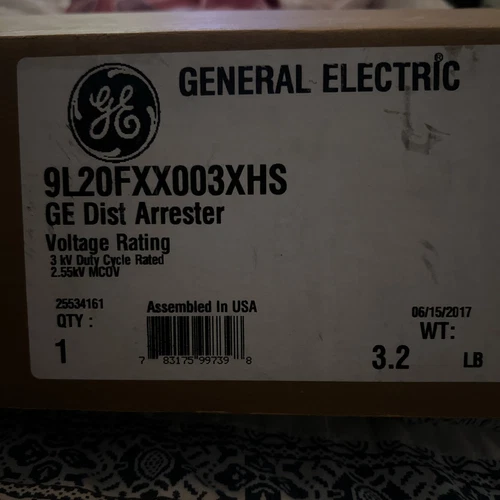 GE
GENERAL ELECTRIC®
9L20FXX003XHS
GE Dist Arrester
Voltage Rating
3 kV Duty Cycle Rated
2.55kV MCOV
25534161
Assembled In USA
06/15/2017
QTY :
WT:
1
7 83175 99739 8
3.2 LB